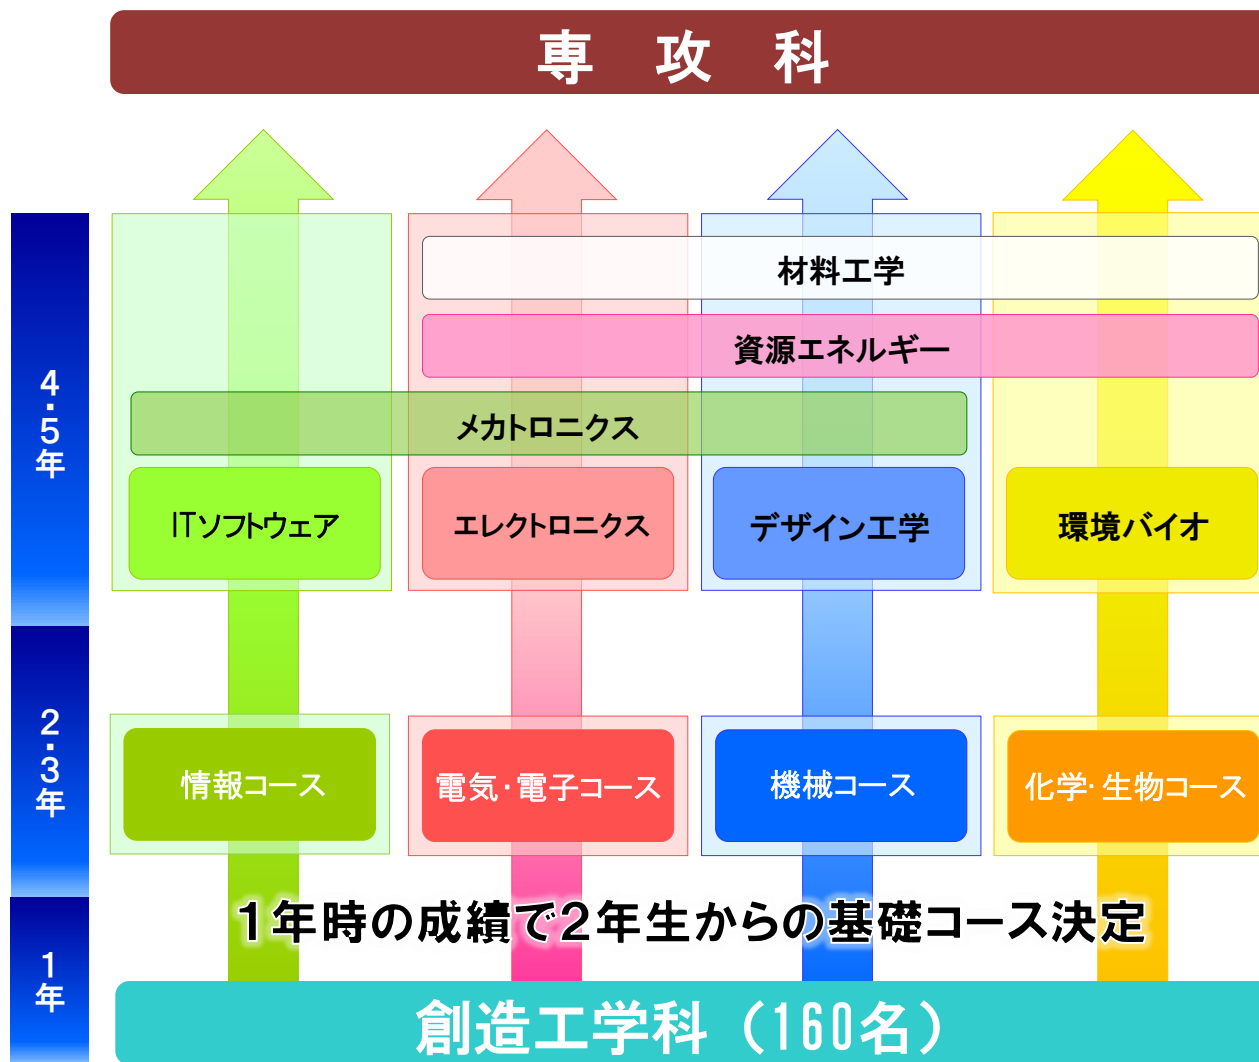 専 攻 科
材料工学
資源エネルギー
メカトロニクス
4・5年
ITソフトウェア
エレクトロニクス
デザイン工学
環境バイオ
2・3年
情報コース
電気・電子コース
機械コース
化学・生物コース
1年時の成績で2年生からの基礎コース決定
1年
創造工学科（160名）